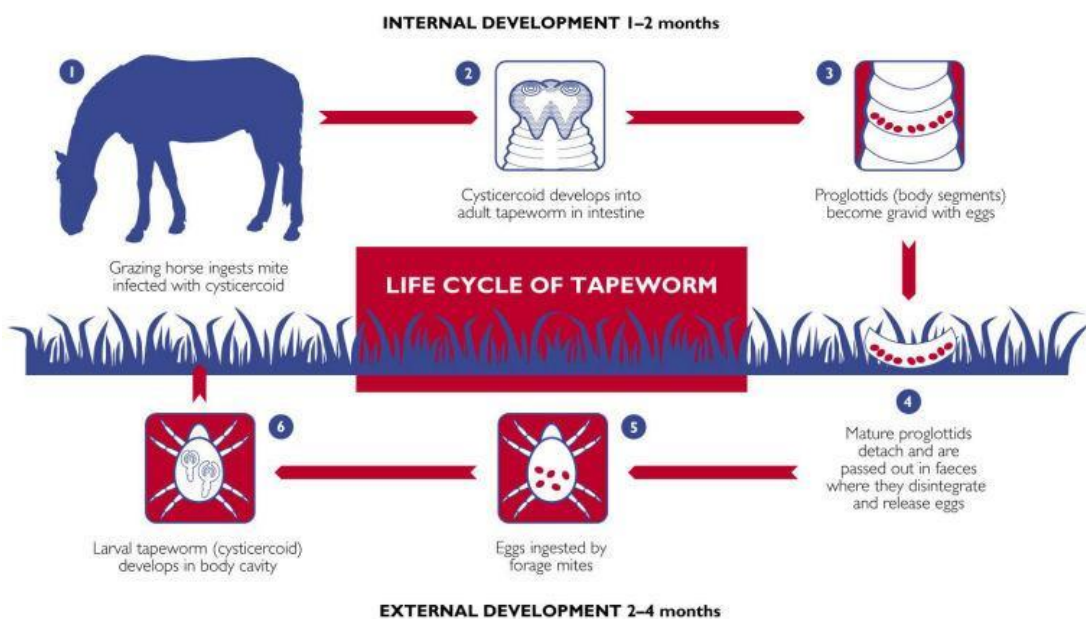 INTERNAL DEVELOPMENT 1–2 months
1
Grazing horse ingests mite
infected with cysticercoid
2
Cysticercoid develops into
adult tapeworm in intestine
3
Proglottids (body segments)
become gravid with eggs
LIFE CYCLE OF TAPEWORM
4
Mature proglottids
detach and are
passed out in faeces
where they disintegrate
and release eggs
5
Eggs ingested by
forage mites
6
Larval tapeworm (cysticercoid)
develops in body cavity
EXTERNAL DEVELOPMENT 2–4 months